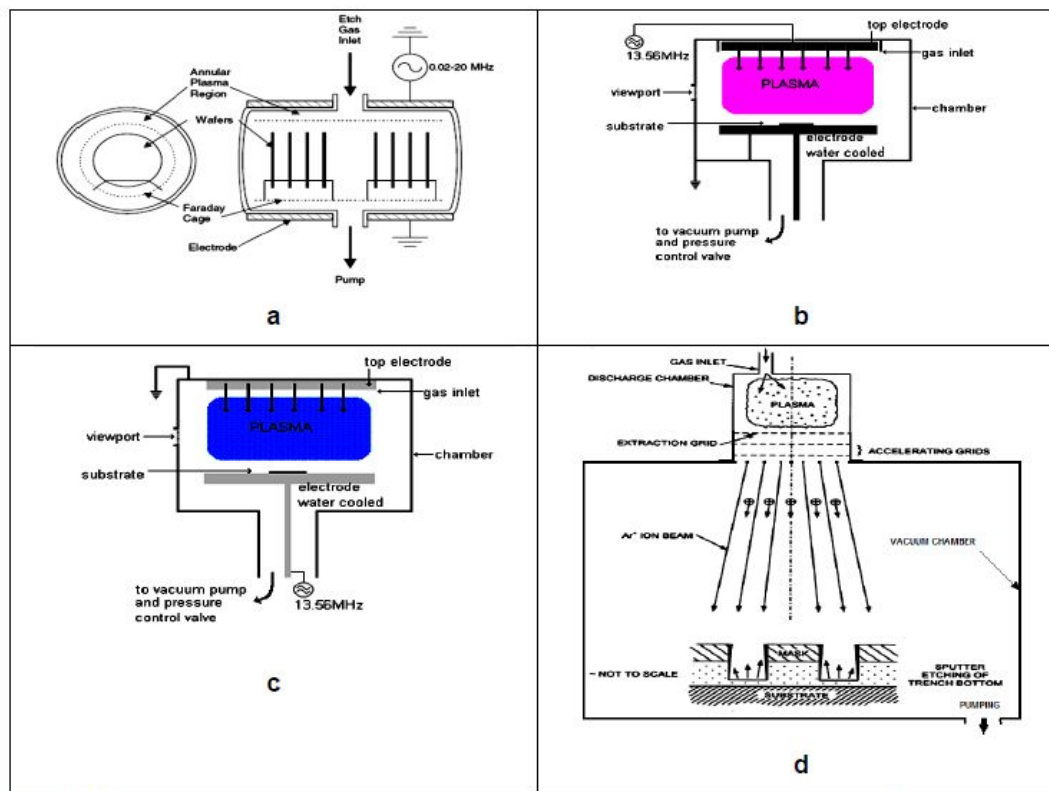 Etch
Gas
Inlet
0.02-20 MHz
Annular
Plasma
Region
Wafers
Faraday
Cage
Electrode
Pump
a
top electrode
13.56MHz
gas inlet
PLASMA
viewport
chamber
substrate
electrode
water cooled
to vacuum pump
and pressure
control valve
b
top electrode
gas inlet
PLASMA
viewport
chamber
substrate
electrode
water cooled
to vacuum pump
and pressure
control valve
13.56MHz
c
GAS INLET
DISCHARGE CHAMBER
PLASMA
EXTRACTION GRID
ACCELERATING GRIDS
Ar+ ION BEAM
VACUUM CHAMBER
MASK
~ NOT TO SCALE
SPUTTER
ETCHING OF
TRENCH BOTTOM
SUBSTRATE
PUMPING
d